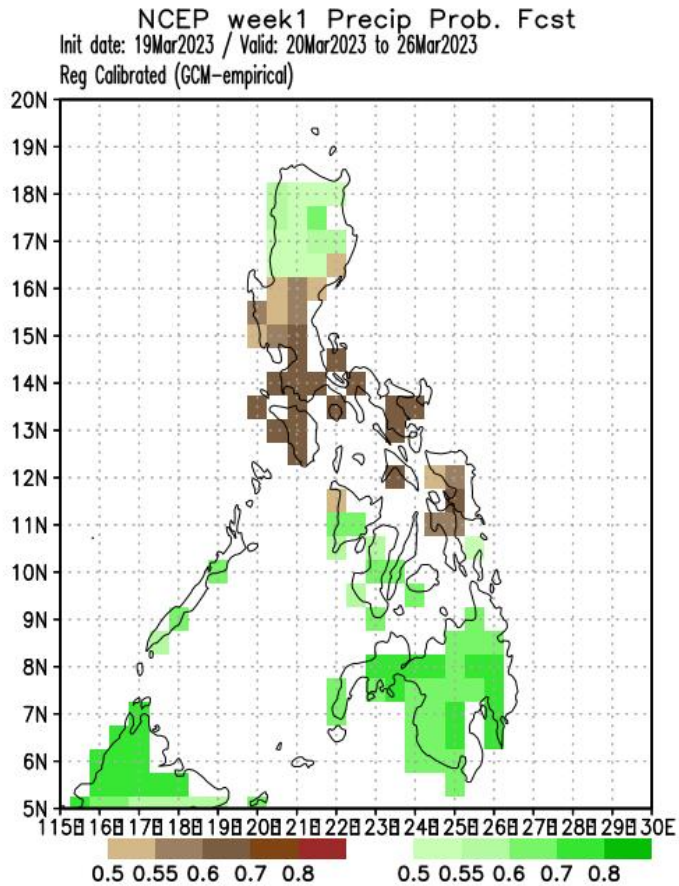 NCEP week1 Precip Prob. Fcst
Init date: 19Mar2023 / Valid: 20Mar2023 to 26Mar2023
Reg Calibrated (GCM-empirical)
20N
19N
18N
17N
16N
15N
14N
13N
12N
11N
10N
9N
8N
7N
6N
5N
115E 116E 117E 118E 119E 120E 121E 122E 123E 124E 125E 126E 127E 128E 129E 130E
0.5 0.55 0.6 0.7 0.8 0.5 0.55 0.6 0.7 0.8